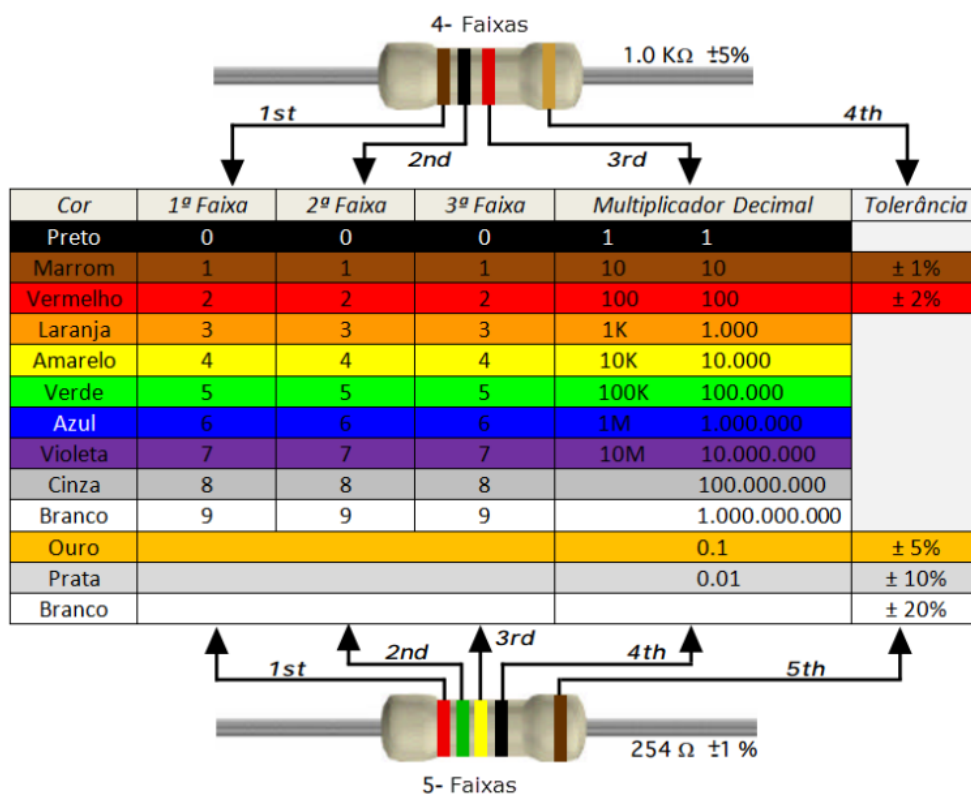 4- Faixas
1.0 KΩ ±5%
1st
2nd
3rd
4th
Cor 1ª Faixa 2ª Faixa 3ª Faixa Multiplicador Decimal Tolerância
Preto 0 0 0 1 1
Marrom 1 1 1 10 10 ± 1%
Vermelho 2 2 2 100 100 ± 2%
Laranja 3 3 3 1K 1.000
Amarelo 4 4 4 10K 10.000
Verde 5 5 5 100K 100.000
Azul 6 6 6 1M 1.000.000
Violeta 7 7 7 10M 10.000.000
Cinza 8 8 8 100.000.000
Branco 9 9 9 1.000.000.000
Ouro 0.1 ± 5%
Prata 0.01 ± 10%
Branco ± 20%
1st
2nd
3rd
4th
5th
254 Ω ±1 %
5- Faixas